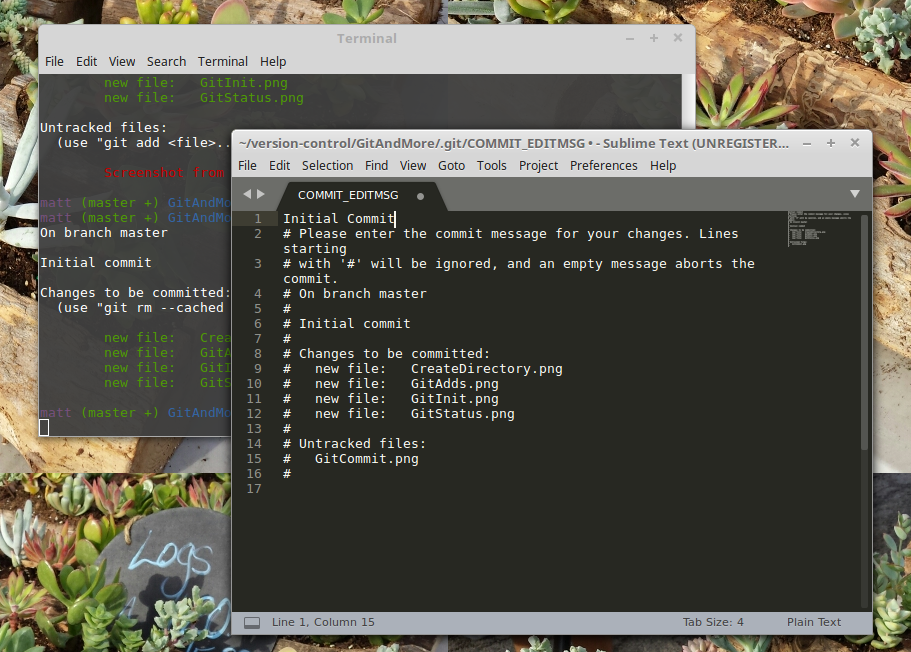 Terminal
File Edit View Search Terminal Help
new file: GitInit.png
new file: GitStatus.png
Untracked files:
(use "git add <file>..
Screenshot from
matt (master +) GitAndMo
matt (master +) GitAndMo
On branch master
Initial commit
Changes to be committed:
(use "git rm --cached
new file: Crea
new file: GitA
new file: GitI
new file: GitS
matt (master +) GitAndMo
~/version-control/GitAndMore/.git/COMMIT_EDITMSG • - Sublime Text (UNREGISTER...
File Edit Selection Find View Goto Tools Project Preferences Help
COMMIT_EDITMSG
1 Initial Commit
2 # Please enter the commit message for your changes. Lines
starting
3 # with '#' will be ignored, and an empty message aborts the
commit.
4 # On branch master
5 #
6 # Initial commit
7 #
8 # Changes to be committed:
9 # new file: CreateDirectory.png
10 # new file: GitAdds.png
11 # new file: GitInit.png
12 # new file: GitStatus.png
13 #
14 # Untracked files:
15 # GitCommit.png
16 #
17
Line 1, Column 15 Tab Size: 4 Plain Text
Logs